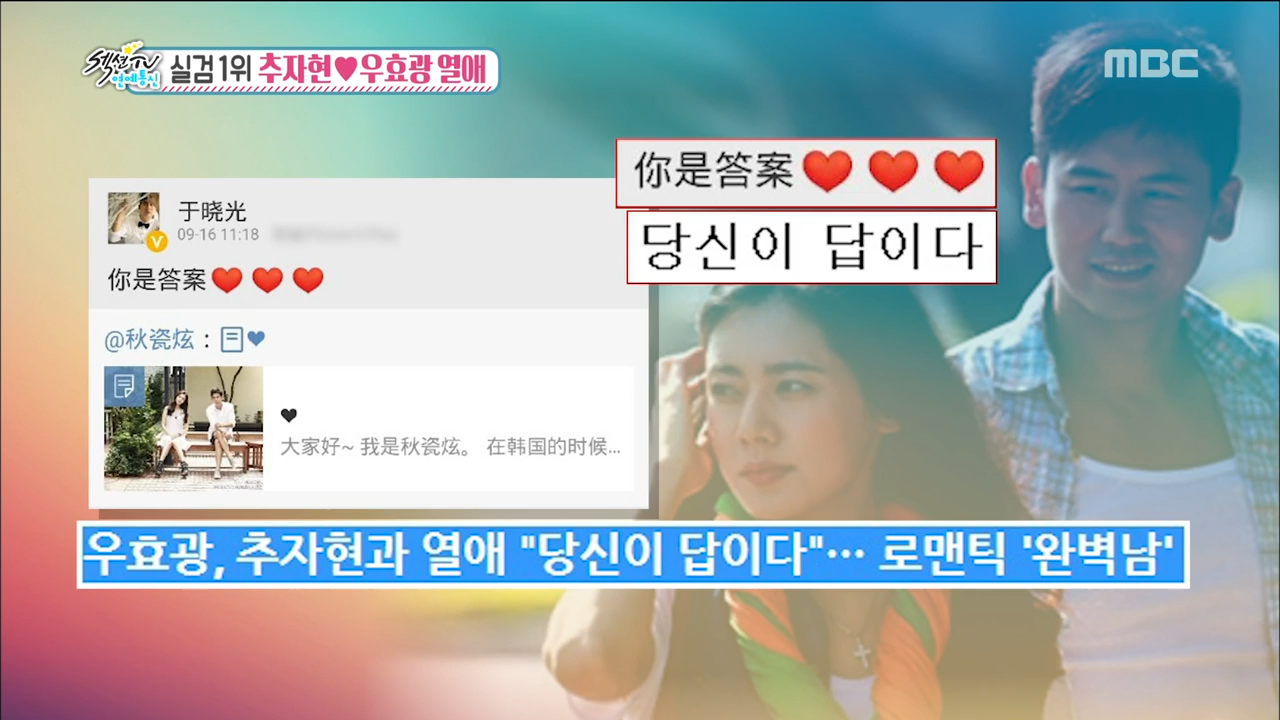 섹션TV
연예통신
실검 1위 추자현♥우효광 열애
MBC
你是答案❤❤❤
당신이 답이다
于晓光
V
09-16 11:18
你是答案❤❤❤
@秋瓷炫：
♥
大家好~ 我是秋瓷炫。 在韩国的时候...
우효광, 추자현과 열애 "당신이 답이다"… 로맨틱 '완벽남'